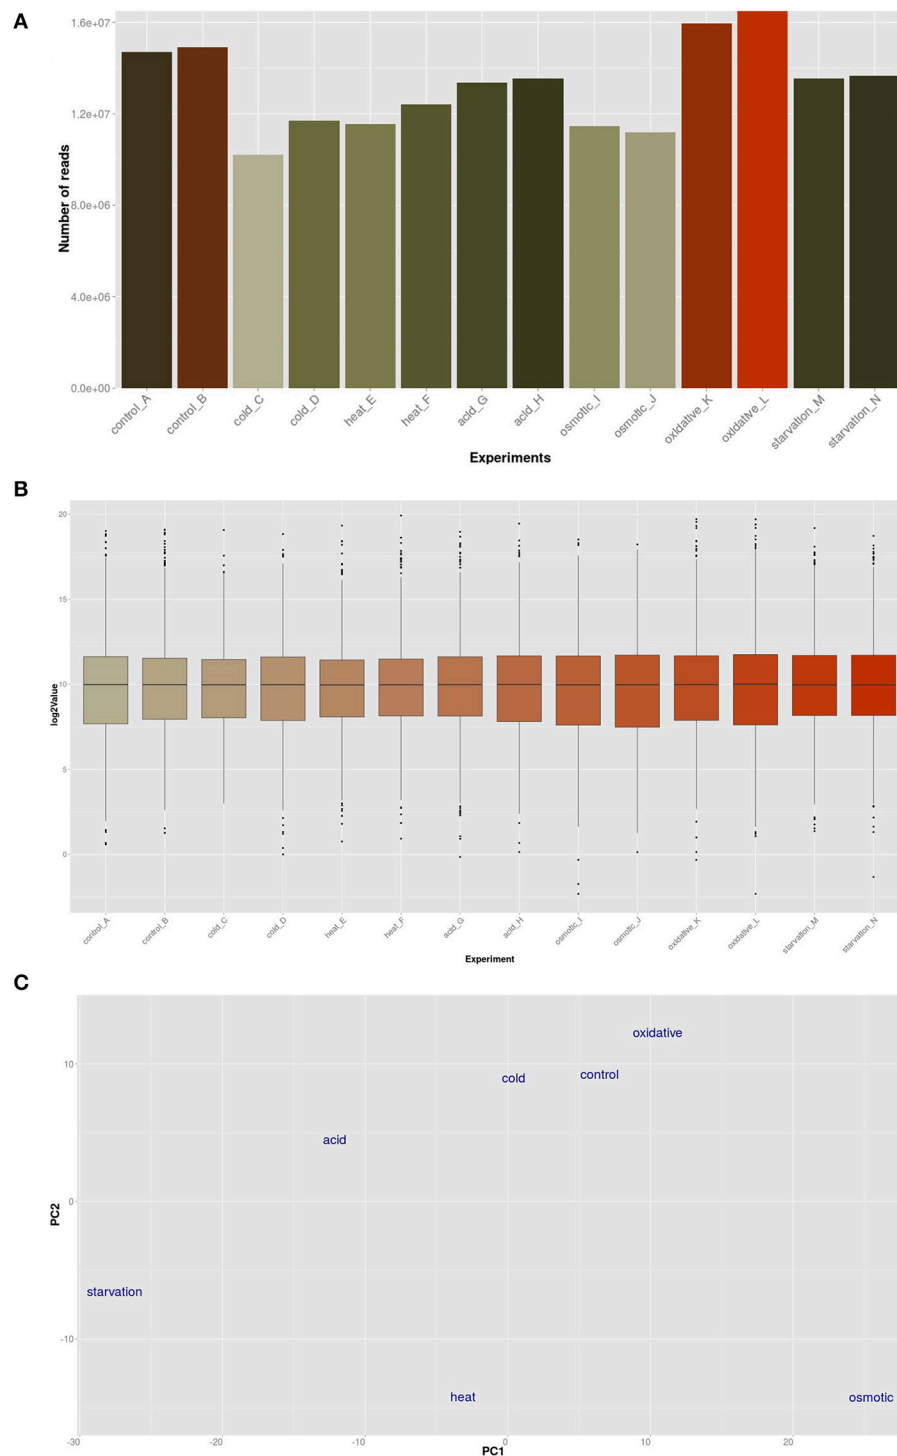 A
1.6e+07
1.2e+07
8.0e+06
4.0e+06
0.0e+00
Number of reads
control_A
control_B
cold_C
cold_D
heat_E
heat_F
acid_G
acid_H
osmotic_I
osmotic_J
oxidative_K
oxidative_L
starvation_M
starvation_N
Experiments
B
20
15
10
5
0
log2Value
control_A
control_B
cold_C
cold_D
heat_E
heat_F
acid_G
acid_H
osmotic_I
osmotic_J
oxidative_K
oxidative_L
starvation_M
starvation_N
Experiment
C
oxidative
cold
control
acid
starvation
heat
osmotic
10
0
-10
PC2
-30
-20
-10
0
10
20
PC1